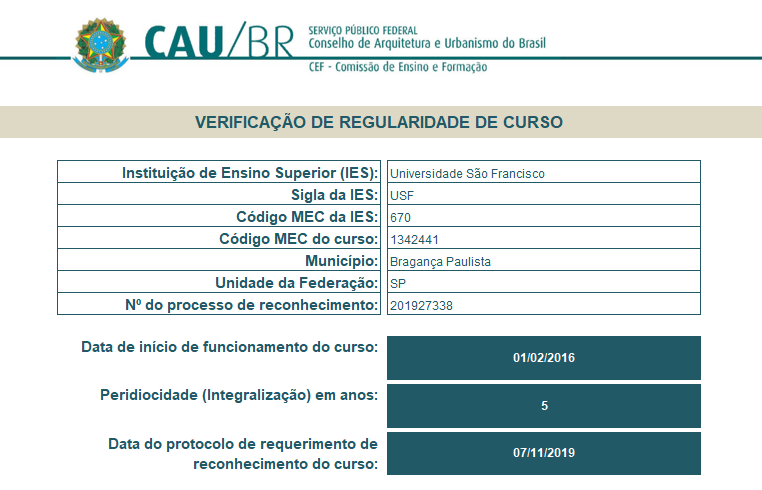 CAU/BR
SERVIÇO PÚBLICO FEDERAL
Conselho de Arquitetura e Urbanismo do Brasil
CEF - Comissão de Ensino e Formação
VERIFICAÇÃO DE REGULARIDADE DE CURSO
Instituição de Ensino Superior (IES): Universidade São Francisco
Sigla da IES: USF
Código MEC da IES: 670
Código MEC do curso: 1342441
Município: Bragança Paulista
Unidade da Federação: SP
Nº do processo de reconhecimento: 201927338
Data de início de funcionamento do curso: 01/02/2016
Peridiocidade (Integralização) em anos: 5
Data do protocolo de requerimento de
reconhecimento do curso: 07/11/2019